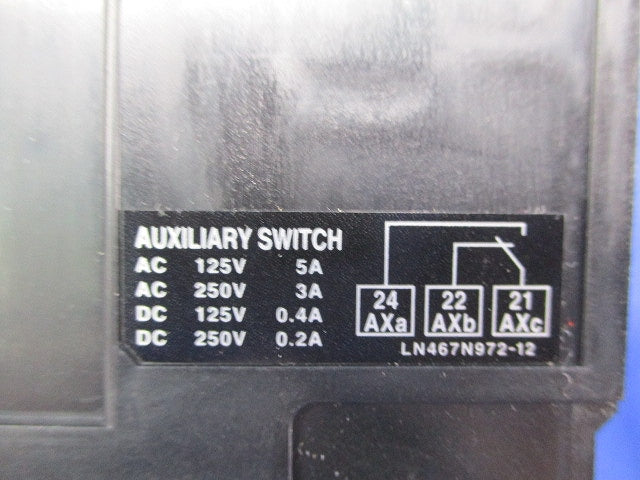 AUXILIARY SWITCH
AC 125V 5A
AC 250V 3A
DC 125V 0.4A
DC 250V 0.2A
24 22 21
AXa AXb AXc
LN467N972-12